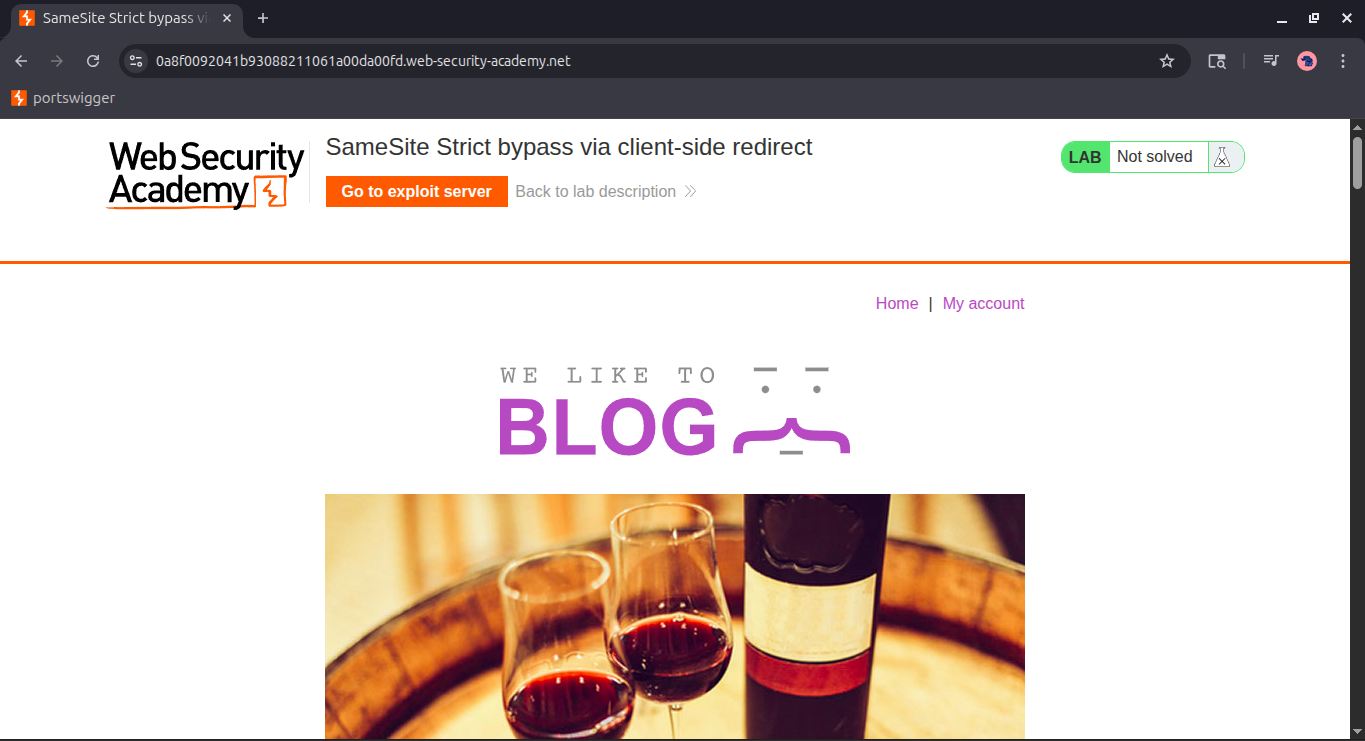 SameSite Strict bypass vi
0a8f0092041b93088211061a00da00fd.web-security-academy.net
portswigger
Web Security
Academy
SameSite Strict bypass via client-side redirect
Go to exploit server
Back to lab description
LAB Not solved
Home | My account
WE LIKE TO
BLOG